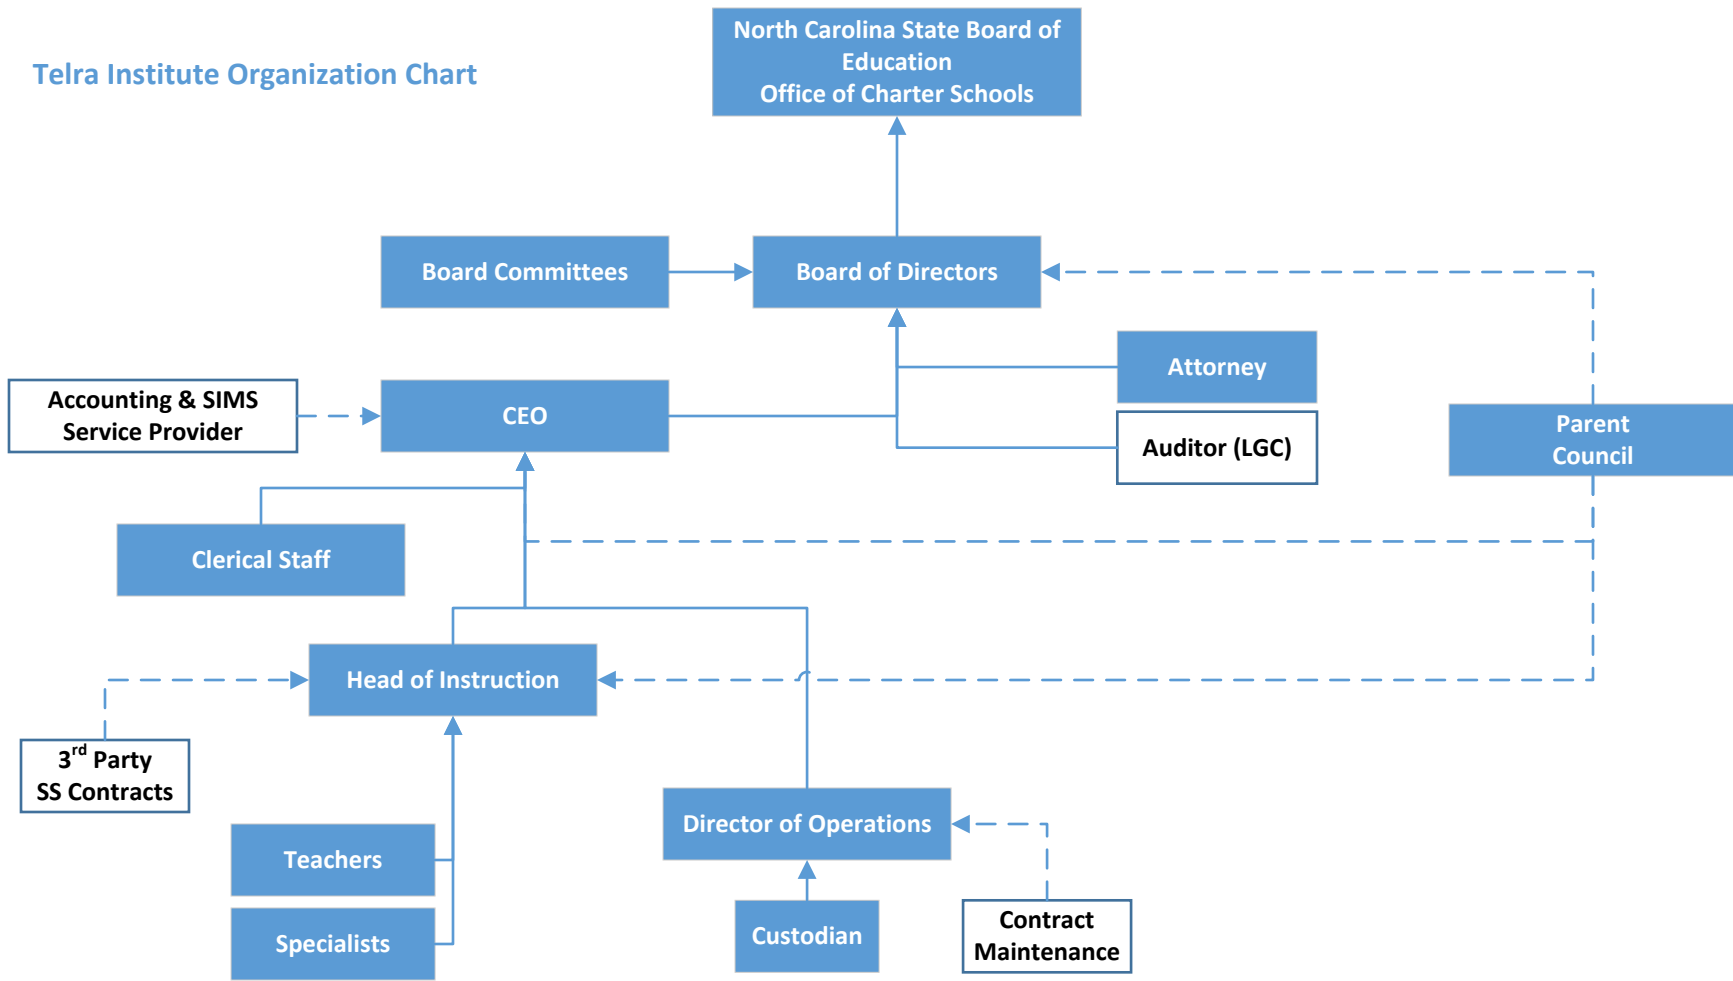 North Carolina State Board of
Education
Office of Charter Schools
Telra Institute Organization Chart
Board Committees
Board of Directors
Attorney
Accounting & SIMS
Service Provider
CEO
Auditor (LGC)
Parent
Council
Clerical Staff
Head of Instruction
3rd Party
SS Contracts
Director of Operations
Teachers
Specialists
Custodian
Contract
Maintenance